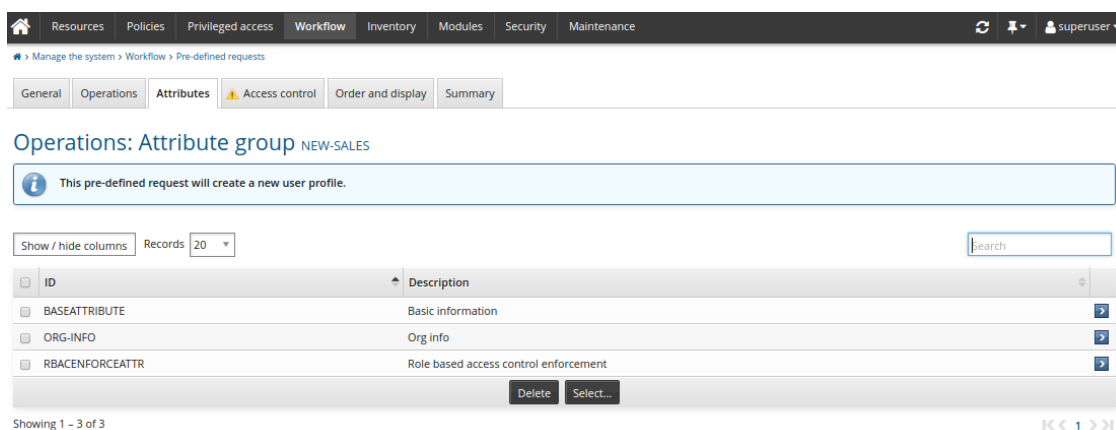 Resources Policies Privileged access Workflow Inventory Modules Security Maintenance superuser
> Manage the system > Workflow > Pre-defined requests
General Operations Attributes Access control Order and display Summary
Operations: Attribute group NEW-SALES
This pre-defined request will create a new user profile.
Show / hide columns Records 20 Search
ID Description
BASEATTRIBUTE Basic information
ORG-INFO Org info
RBACENFORCEATTR Role based access control enforcement
Delete Select...
Showing 1 – 3 of 3 1